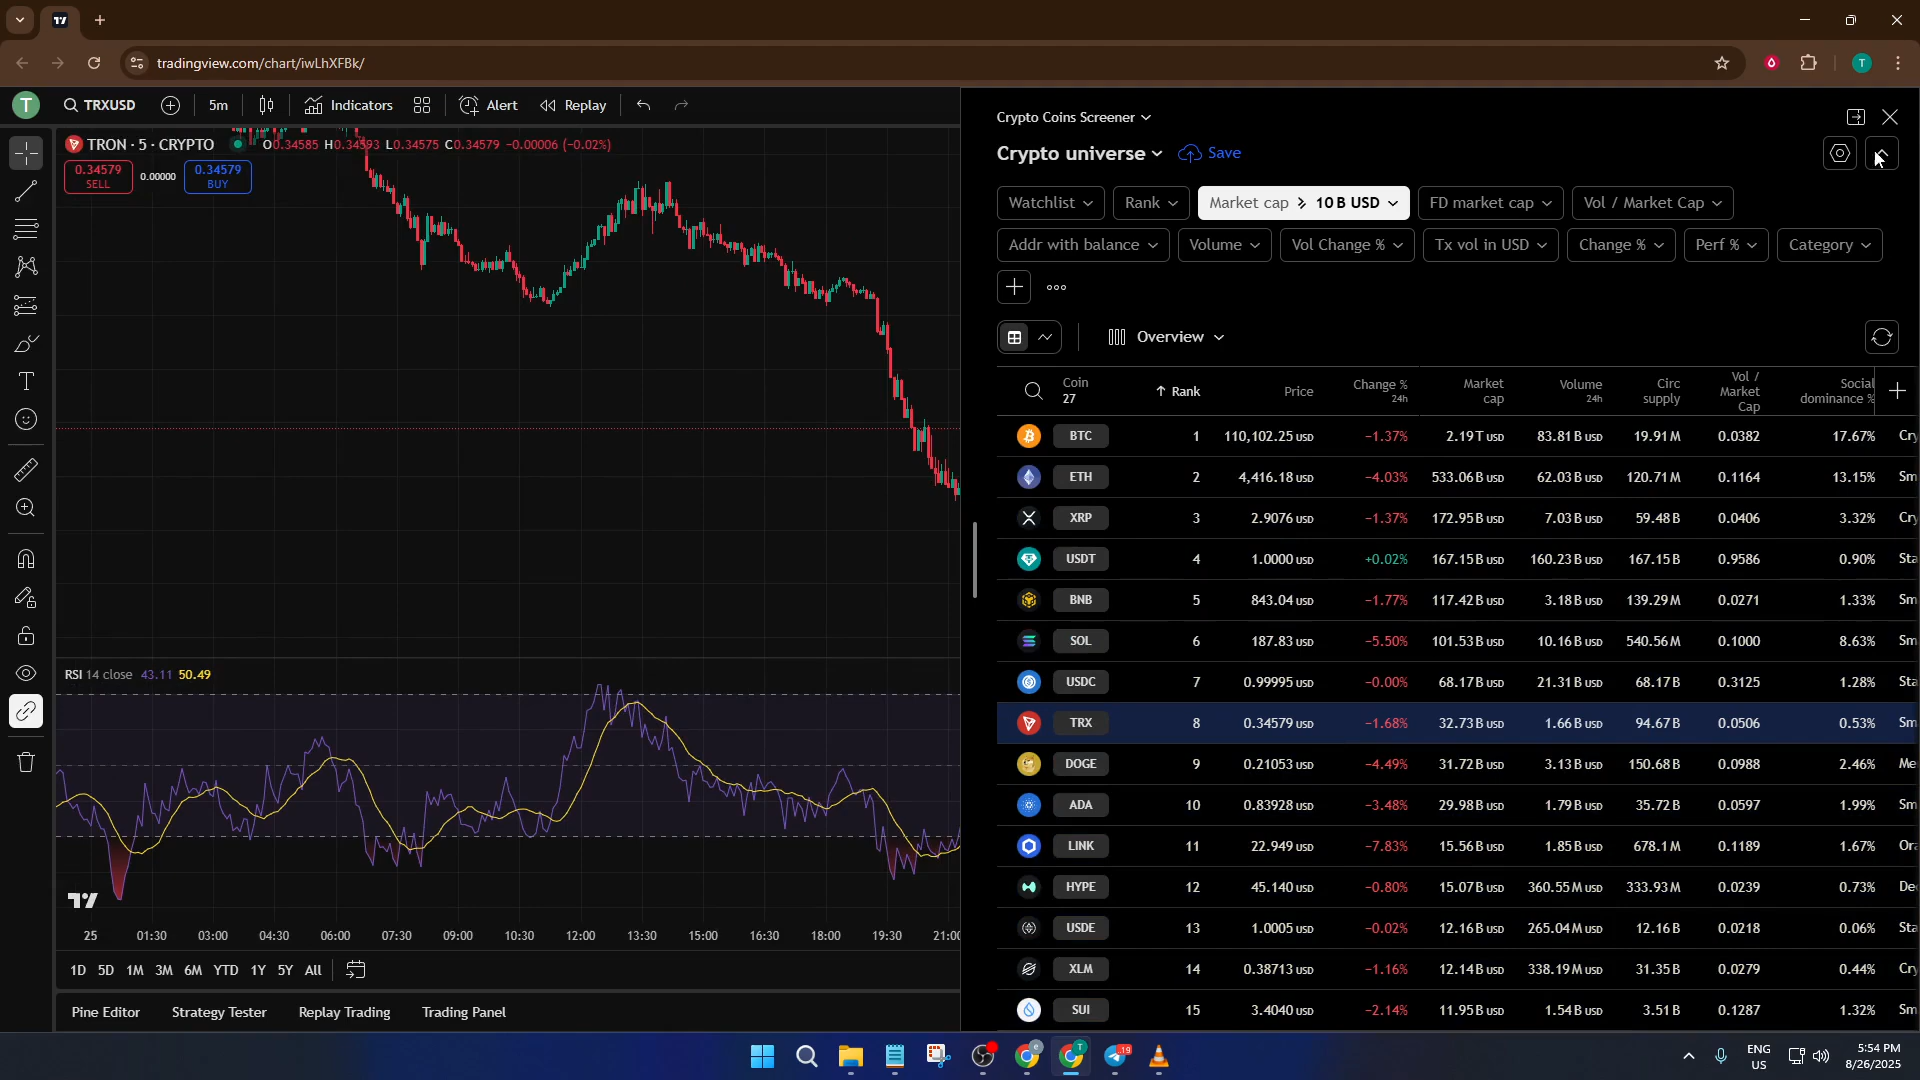 tradingview.com/chart/iwLhXFBk/
T
T
TRXUSD
5m
Indicators
Alert
Replay
TRON · 5 · CRYPTO
O0.34585 H0.34593 L0.34575 C0.34579 −0.00006 (−0.02%)
0.34579
SELL
0.00000
0.34579
BUY
RSI 14 close 43.11 50.49
25 01:30 03:00 04:30 06:00 07:30 09:00 10:30 12:00 13:30 15:00 16:30 18:00 19:30 21:00
1D 5D 1M 3M 6M YTD 1Y 5Y All
Pine Editor Strategy Tester Replay Trading Trading Panel
Crypto Coins Screener
Crypto universe Save
Watchlist Rank Market cap > 10 B USD FD market cap Vol / Market Cap
Addr with balance Volume Vol Change % Tx vol in USD Change % Perf % Category
Overview
Coin
27
↑ Rank
Price
Change %
24h
Market
cap
Volume
24h
Circ
supply
Vol /
Market
Cap
Social
dominance %
BTC 1 110,102.25 USD −1.37% 2.19 T USD 83.81 B USD 19.91 M 0.0382 17.67% Cry
ETH 2 4,416.18 USD −4.03% 533.06 B USD 62.03 B USD 120.71 M 0.1164 13.15% Sm
XRP 3 2.9076 USD −1.37% 172.95 B USD 7.03 B USD 59.48 B 0.0406 3.32% Cry
USDT 4 1.0000 USD +0.02% 167.15 B USD 160.23 B USD 167.15 B 0.9586 0.90% Sta
BNB 5 843.04 USD −1.77% 117.42 B USD 3.18 B USD 139.29 M 0.0271 1.33% Sm
SOL 6 187.83 USD −5.50% 101.53 B USD 10.16 B USD 540.56 M 0.1000 8.63% Sm
USDC 7 0.99995 USD −0.00% 68.17 B USD 21.31 B USD 68.17 B 0.3125 1.28% Sta
TRX 8 0.34579 USD −1.68% 32.73 B USD 1.66 B USD 94.67 B 0.0506 0.53% Sm
DOGE 9 0.21053 USD −4.49% 31.72 B USD 3.13 B USD 150.68 B 0.0988 2.46% Me
ADA 10 0.83928 USD −3.48% 29.98 B USD 1.79 B USD 35.72 B 0.0597 1.99% Sm
LINK 11 22.949 USD −7.83% 15.56 B USD 1.85 B USD 678.1 M 0.1189 1.67% Ora
HYPE 12 45.140 USD −0.80% 15.07 B USD 360.55 M USD 333.93 M 0.0239 0.73% De
USDE 13 1.0005 USD −0.02% 12.16 B USD 265.04 M USD 12.16 B 0.0218 0.06% Sta
XLM 14 0.38713 USD −1.16% 12.14 B USD 338.19 M USD 31.35 B 0.0279 0.44% Cry
SUI 15 3.4040 USD −2.14% 11.95 B USD 1.54 B USD 3.51 B 0.1287 1.32% Sm
ENG
US
5:54 PM
8/26/2025